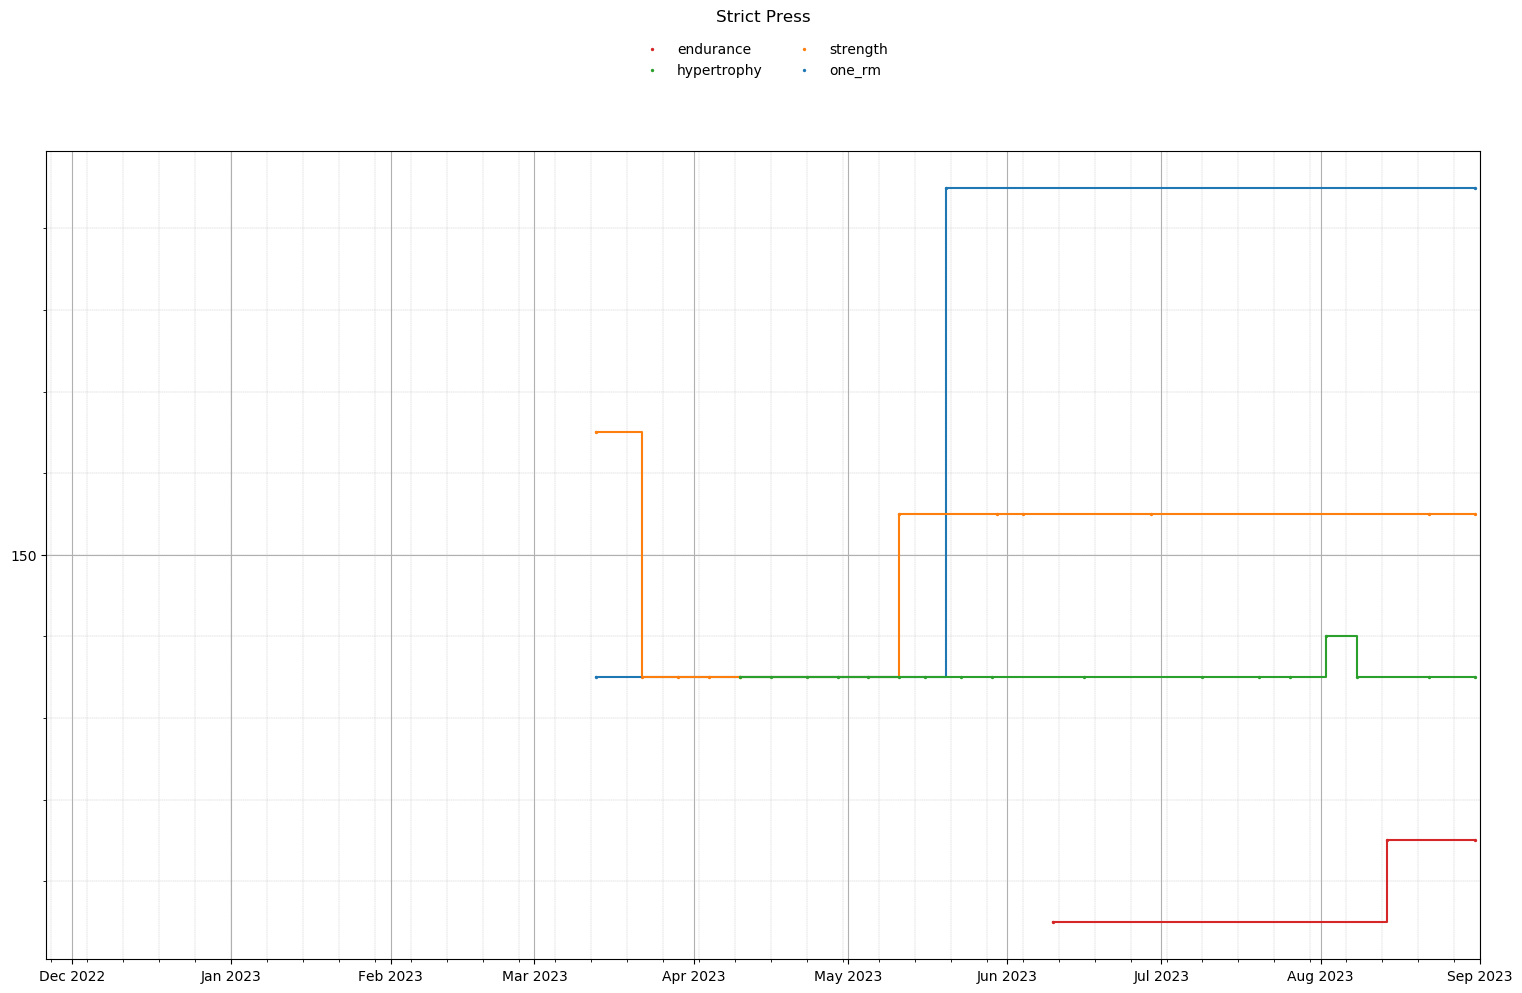 Strict Press
endurance strength
hypertrophy one_rm
150
Dec 2022 Jan 2023 Feb 2023 Mar 2023 Apr 2023 May 2023 Jun 2023 Jul 2023 Aug 2023 Sep 2023